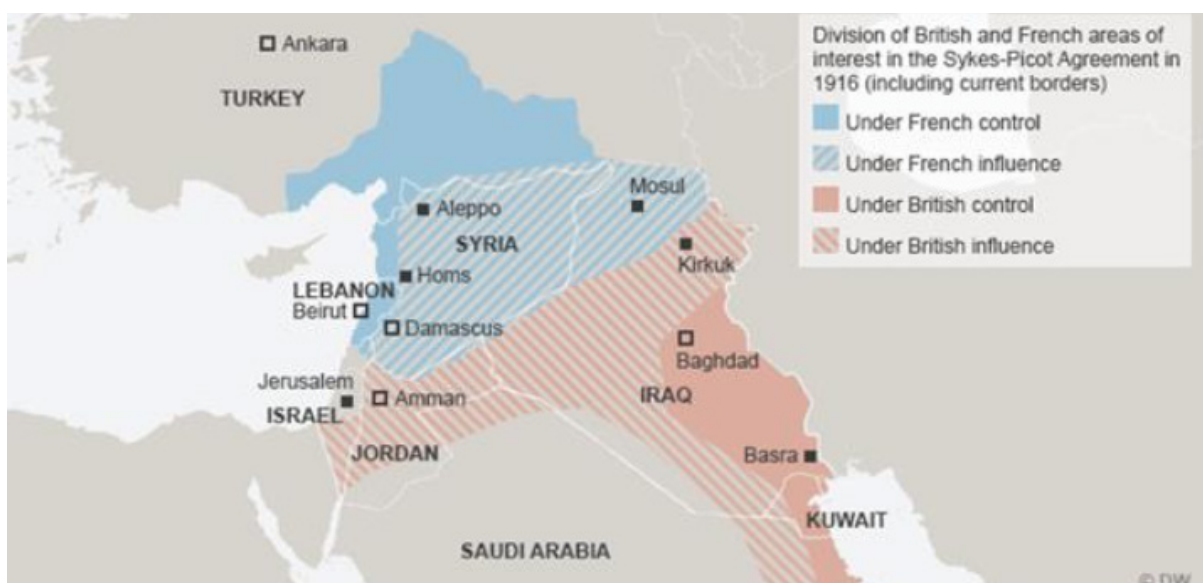 Ankara
TURKEY
Division of British and French areas of
interest in the Sykes-Picot Agreement in
1916 (including current borders)
Under French control
Under French influence
Under British control
Under British influence
Mosul
Aleppo
SYRIA
Kirkuk
Homs
LEBANON
Beirut
Damascus
Baghdad
Jerusalem
Amman
ISRAEL
IRAQ
JORDAN
Basra
KUWAIT
SAUDI ARABIA
© DW